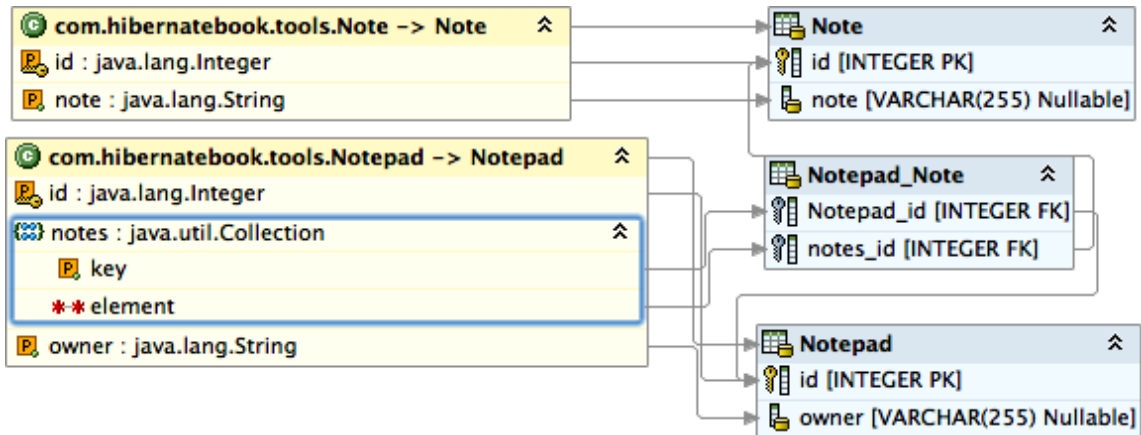 com.hibernatebook.tools.Note -> Note
id : java.lang.Integer
note : java.lang.String
com.hibernatebook.tools.Notepad -> Notepad
id : java.lang.Integer
notes : java.util.Collection
key
element
owner : java.lang.String
Note
id [INTEGER PK]
note [VARCHAR(255) Nullable]
Notepad_Note
Notepad_id [INTEGER FK]
notes_id [INTEGER FK]
Notepad
id [INTEGER PK]
owner [VARCHAR(255) Nullable]